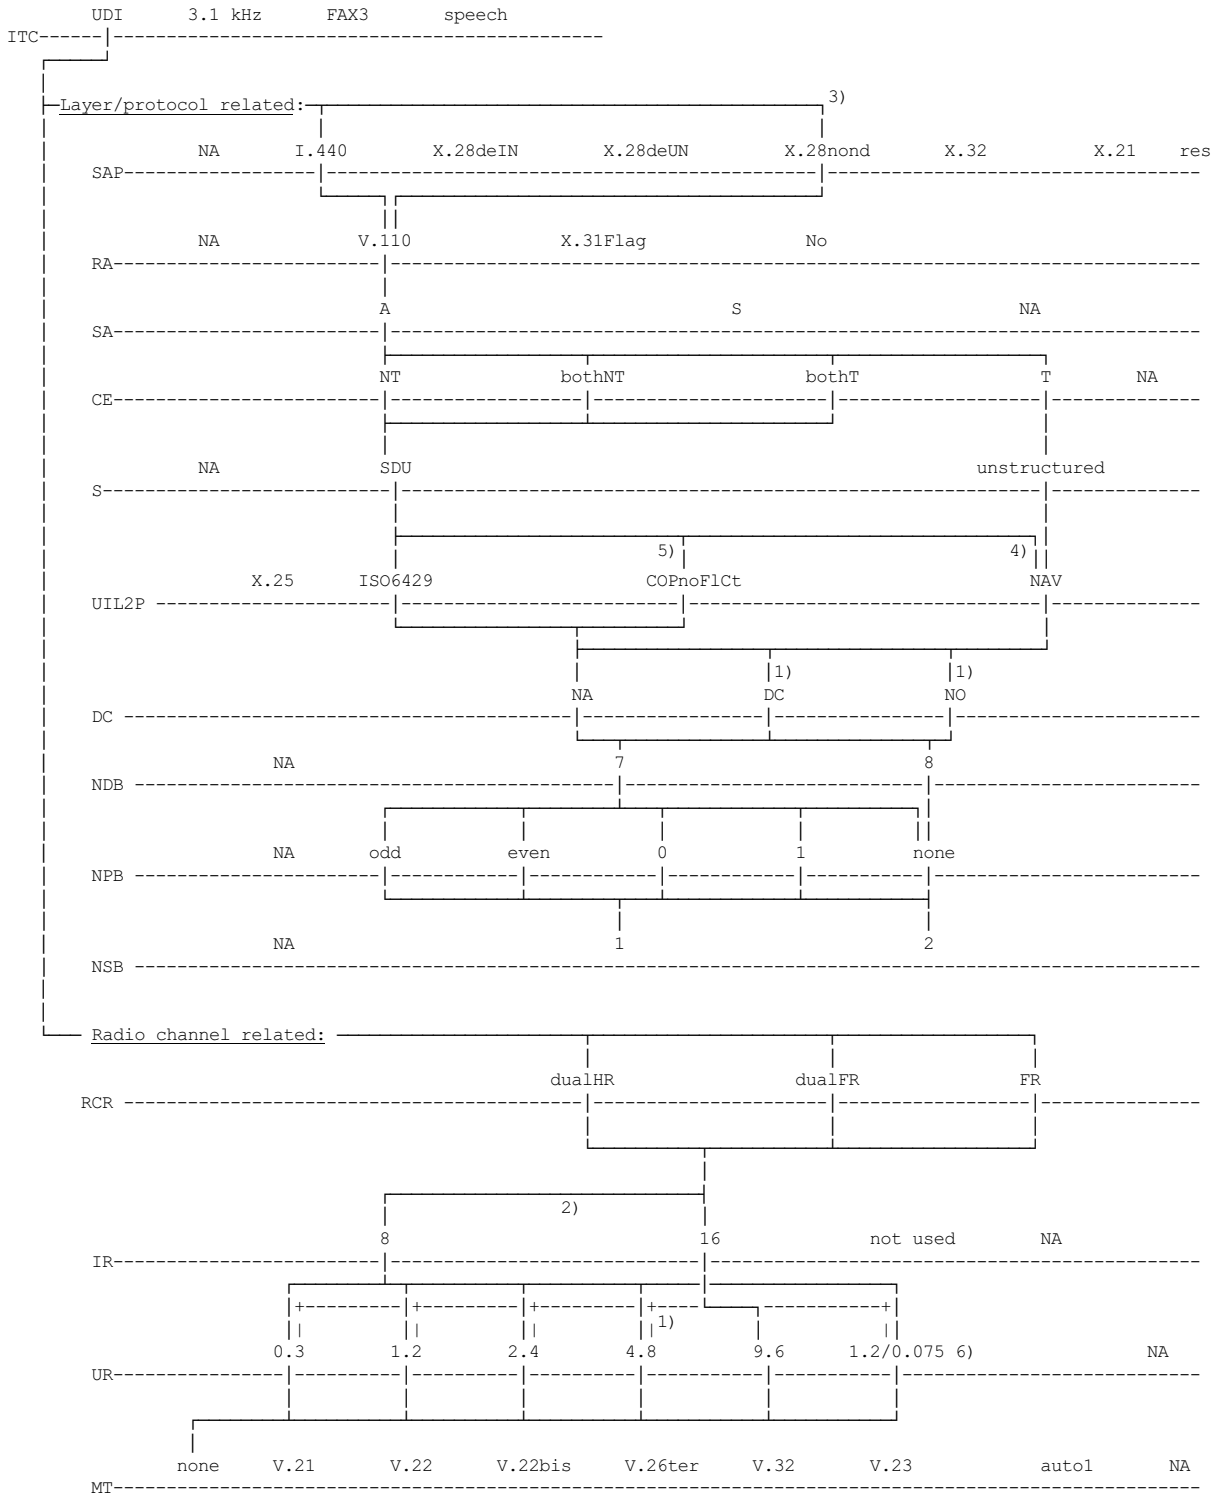 UDI 3.1 kHz FAX3 speech
ITC
Layer/protocol related: 3)
NA I.440 X.28deIN X.28deUN X.28nond X.32 X.21 res
SAP
NA V.110 X.31Flag No
RA
A S NA
SA
NT bothNT bothT T NA
CE
NA SDU unstructured
S
5) 4)
X.25 ISO6429 COPnoFlCt NAV
UIL2P
1) 1)
NA DC NO
DC
NA 7 8
NDB
NA odd even 0 1 none
NPB
NA 1 2
NSB
Radio channel related:
dualHR dualFR FR
RCR
2)
8 16 not used NA
IR
1)
0.3 1.2 2.4 4.8 9.6 1.2/0.075 6) NA
UR
none V.21 V.22 V.22bis V.26ter V.32 V.23 auto1 NA
MT